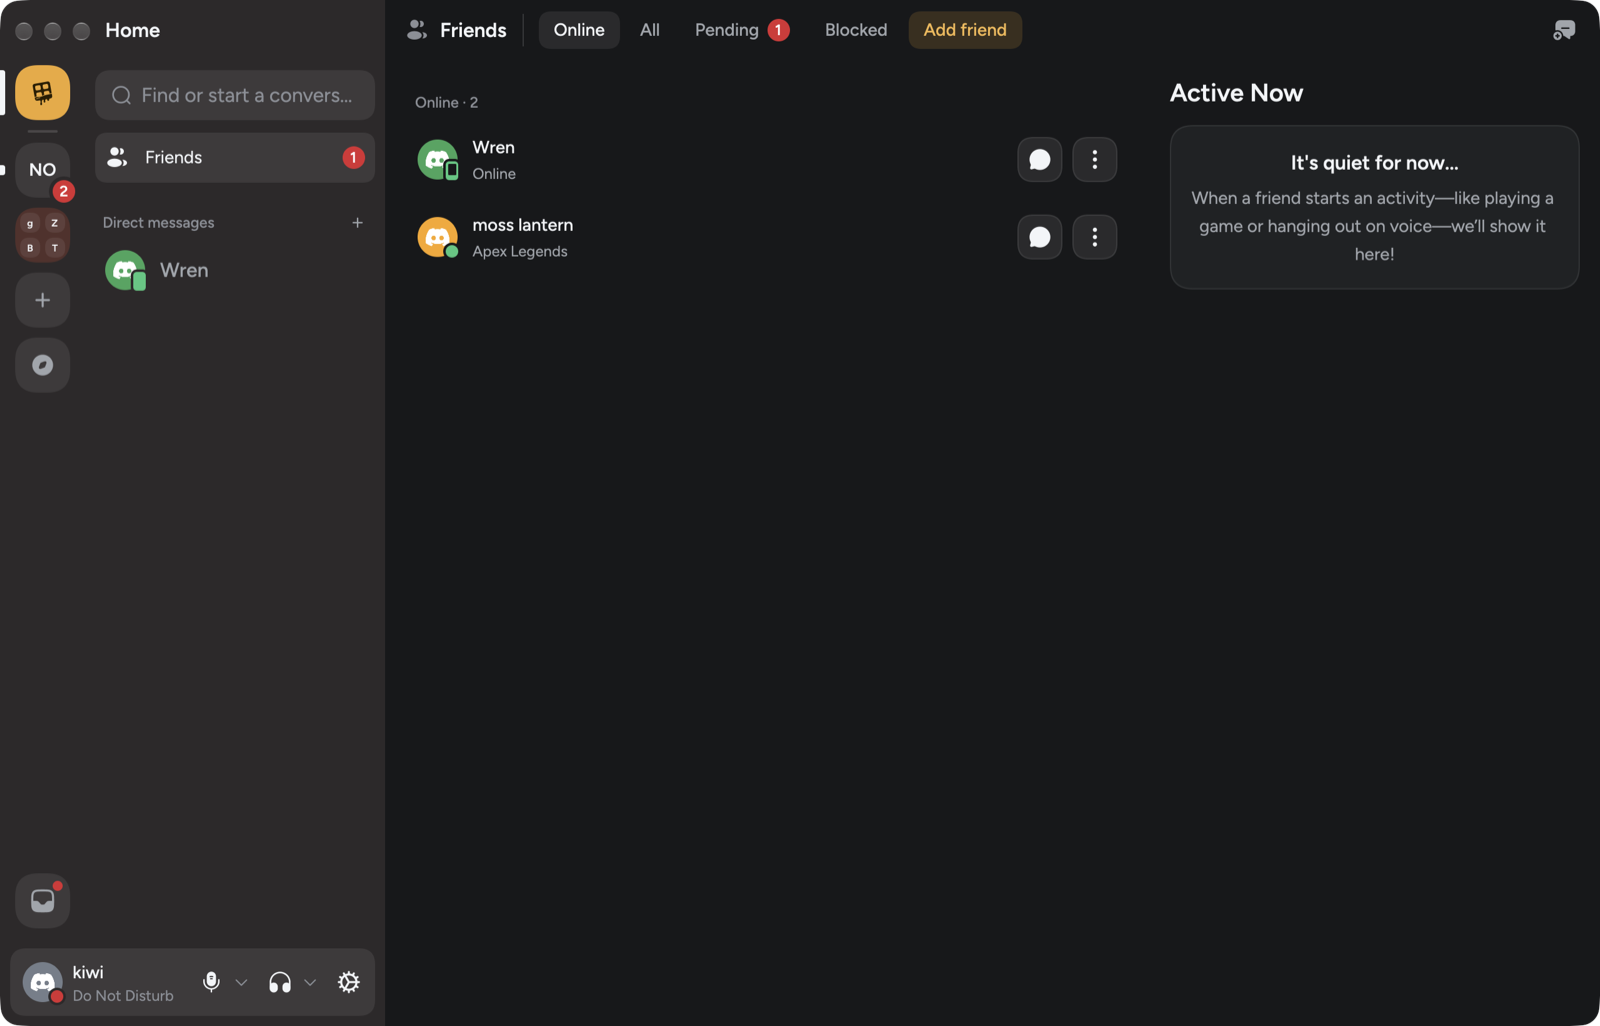 Home
NO
2
g Z
B T
Find or start a convers...
Friends 1
Direct messages
Wren
kiwi
Do Not Disturb
Friends Online All Pending 1 Blocked Add friend
Online · 2
Wren
Online
moss lantern
Apex Legends
Active Now
It's quiet for now...
When a friend starts an activity—like playing a
game or hanging out on voice—we’ll show it
here!